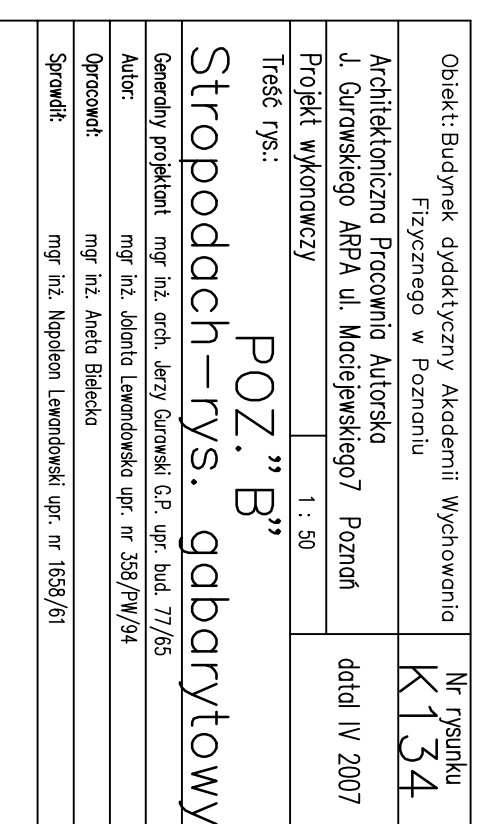 Obiekt: Budynek dydaktyczny Akademii Wychowania
Fizycznego w Poznaniu
Nr rysunku
K134
Architektoniczna Pracownia Autorska
J. Gurawskiego ARPA ul. Maciejewskiego7 Poznań
datal IV 2007
Projekt wykonawczy
1 : 50
Treść rys.:
POZ.”B”
Stropodach–rys. gabarytowy
Generalny projektant mgr inż. arch. Jerzy Gurawski G.P. upr. bud. 77/65
Autor: mgr inż. Jolanta Lewandowska upr. nr 358/PW/94
Opracował: mgr inż. Aneta Bielecka
Sprawdił: mgr inż. Napoleon Lewandowski upr. nr 1658/61